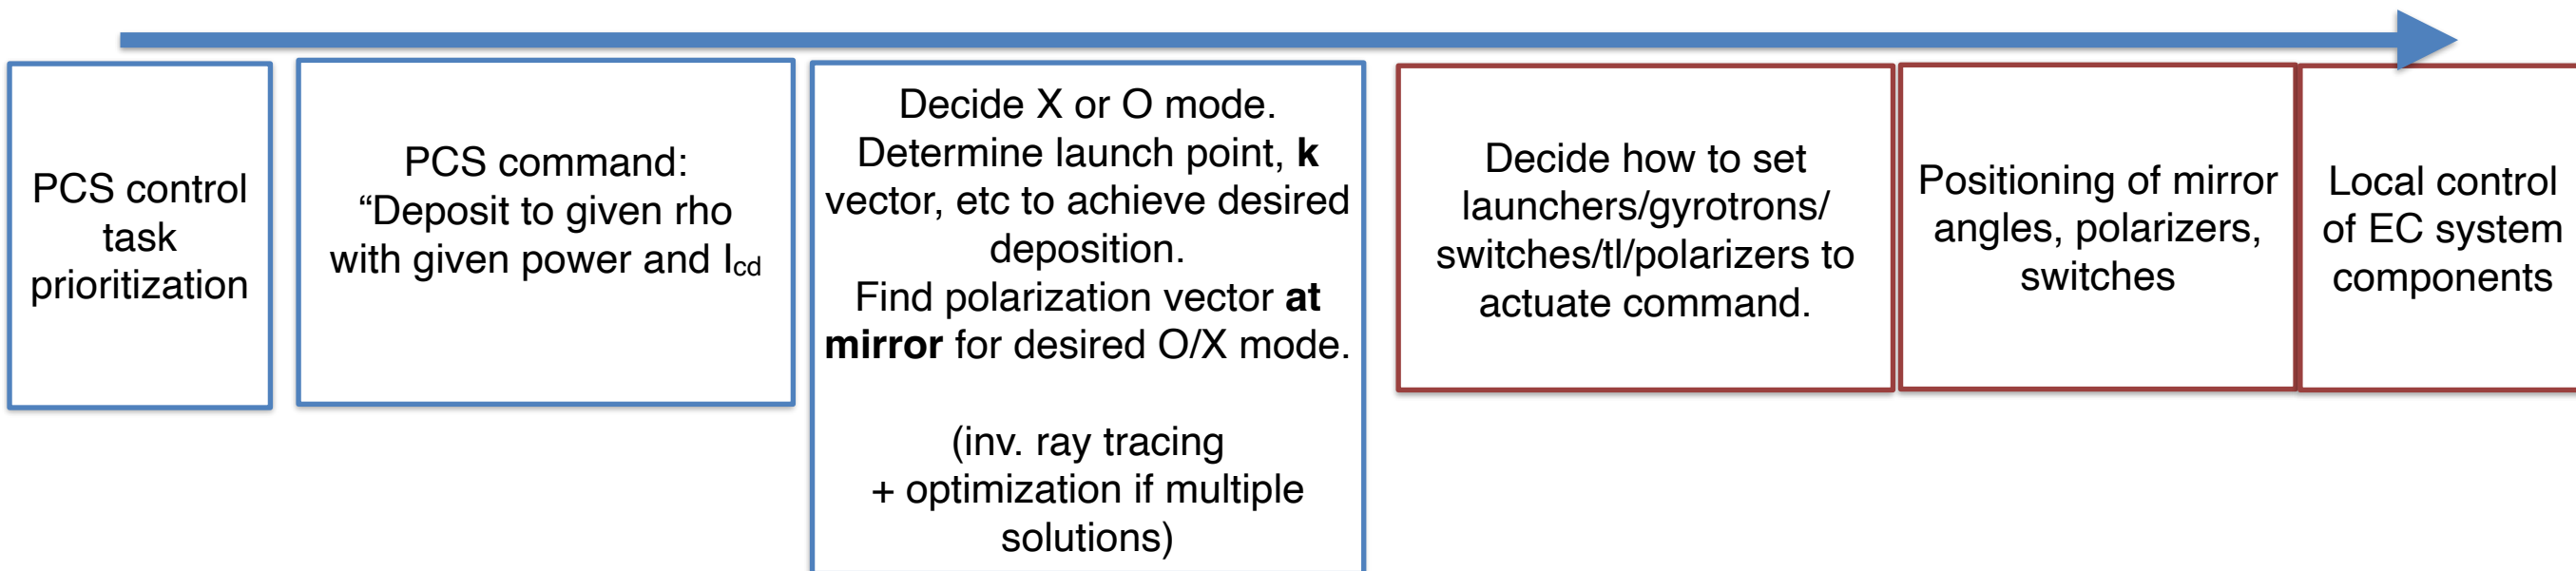 PCS control
task
prioritization
PCS command:
“Deposit to given rho
with given power and Icd
Decide X or O mode.
Determine launch point, k
vector, etc to achieve desired
deposition.
Find polarization vector at
mirror for desired O/X mode.
(inv. ray tracing
+ optimization if multiple
solutions)
Decide how to set
launchers/gyrotrons/
switches/tl/polarizers to
actuate command.
Positioning of mirror
angles, polarizers,
switches
Local control
of EC system
components